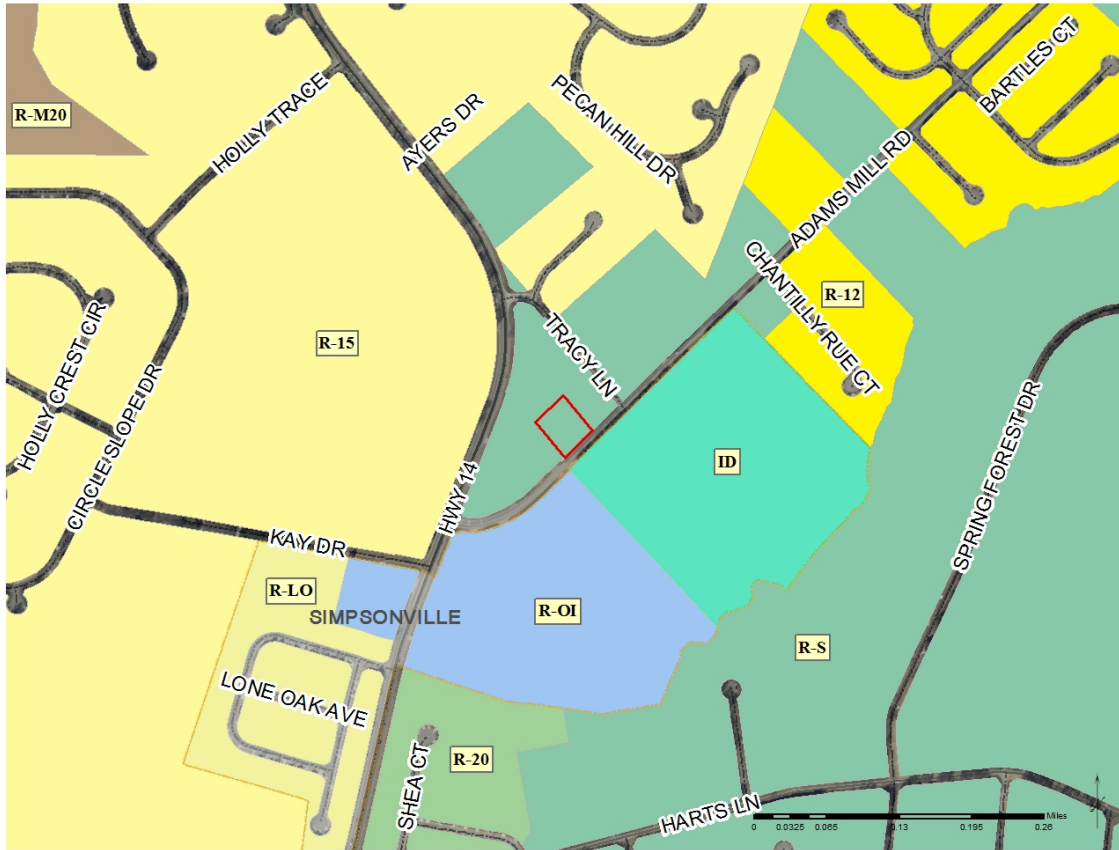 BARTLES CT
R-M20
HOLLY TRACE
AYERS DR
PECAN HILL DR
ADAMS MILL RD
CHANTILLY RUE CT
R-12
HOLLY CREST CIR
CIRCLE SLOPE DR
R-15
TRACY LN
ID
SPRING FOREST DR
HWY 14
KAY DR
R-LO
SIMPSONVILLE
R-OI
R-S
LONE OAK AVE
SHEA CT
R-20
HARTS LN
Miles
0 0.0325 0.065 0.13 0.195 0.26